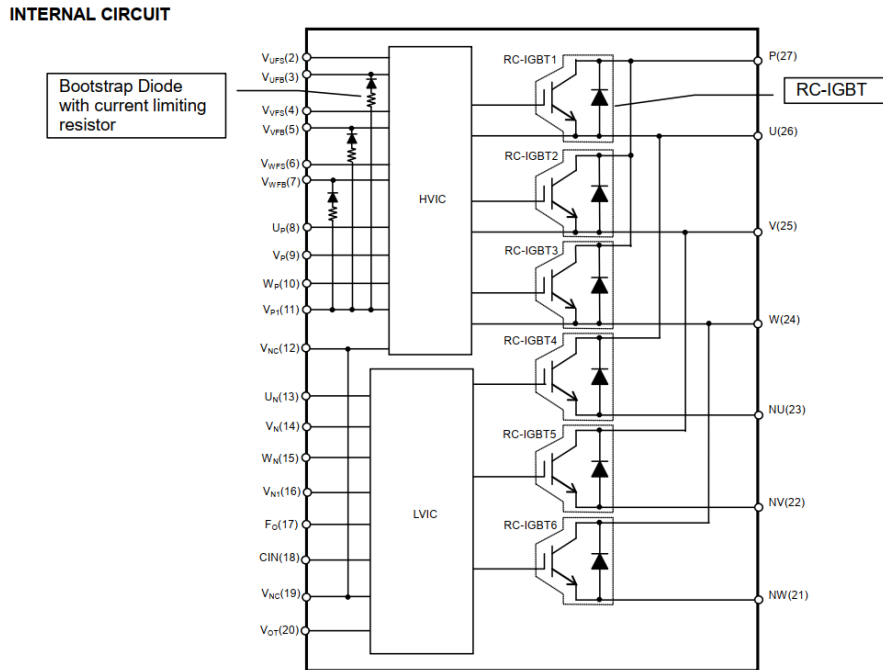 INTERNAL CIRCUIT
Bootstrap Diode
with current limiting
resistor
VUFS(2)
VUFB(3)
VVFS(4)
VVFB(5)
VWFS(6)
VWFB(7)
UP(8)
VP(9)
WP(10)
VP1(11)
VNC(12)
UN(13)
VN(14)
WN(15)
VN1(16)
FO(17)
CIN(18)
VNC(19)
VOT(20)
HVIC
LVIC
RC-IGBT1
RC-IGBT2
RC-IGBT3
RC-IGBT4
RC-IGBT5
RC-IGBT6
P(27)
RC-IGBT
U(26)
V(25)
W(24)
NU(23)
NV(22)
NW(21)